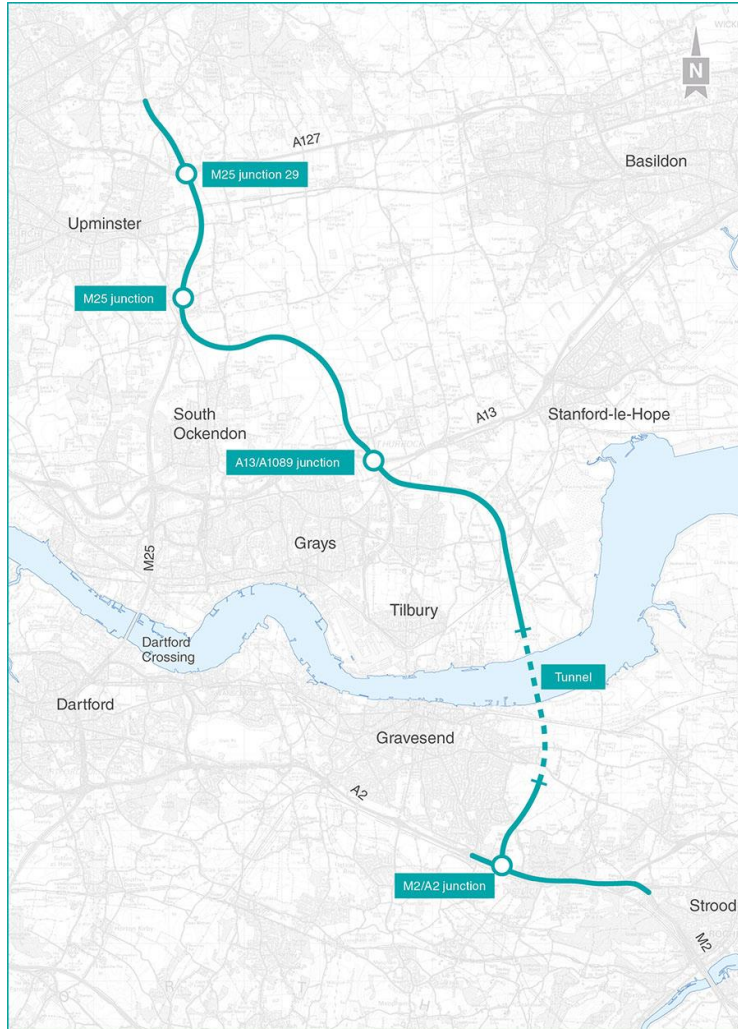 N
A127
Basildon
M25 junction 29
Upminster
M25 junction
South
Ockendon
A13
Stanford-le-Hope
A13/A1089 junction
Grays
M25
Tilbury
Dartford
Crossing
Tunnel
Dartford
Gravesend
A2
M2/A2 junction
Strood
M2